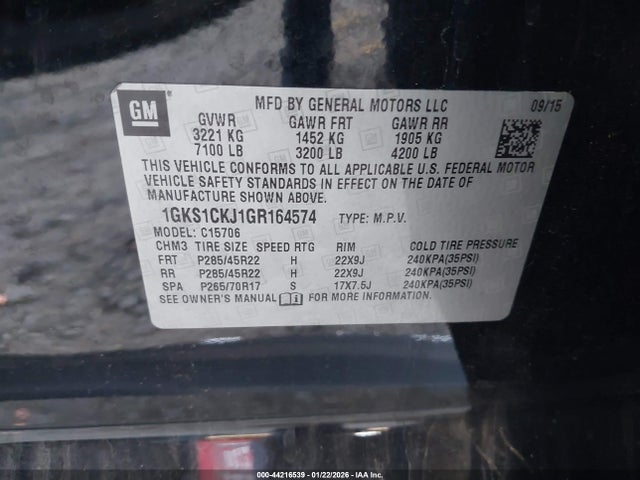 GM
MFD BY GENERAL MOTORS LLC 09/15
GVWR GAWR FRT GAWR RR
3221 KG 1452 KG 1905 KG
7100 LB 3200 LB 4200 LB
THIS VEHICLE CONFORMS TO ALL APPLICABLE U.S. FEDERAL MOTOR
VEHICLE SAFETY STANDARDS IN EFFECT ON THE DATE OF
MANUFACTURE SHOWN ABOVE.
1GKS1CKJ1GR164574 TYPE: M.P.V.
MODEL: C15706
CHM3 TIRE SIZE SPEED RTG RIM COLD TIRE PRESSURE
FRT P285/45R22 H 22X9J 240KPA(35PSI)
RR P285/45R22 H 22X9J 240KPA(35PSI)
SPA P265/70R17 S 17X7.5J 240KPA(35PSI)
SEE OWNER'S MANUAL FOR MORE INFORMATION.
000-44216539 - 01/22/2026 - IAA Inc.